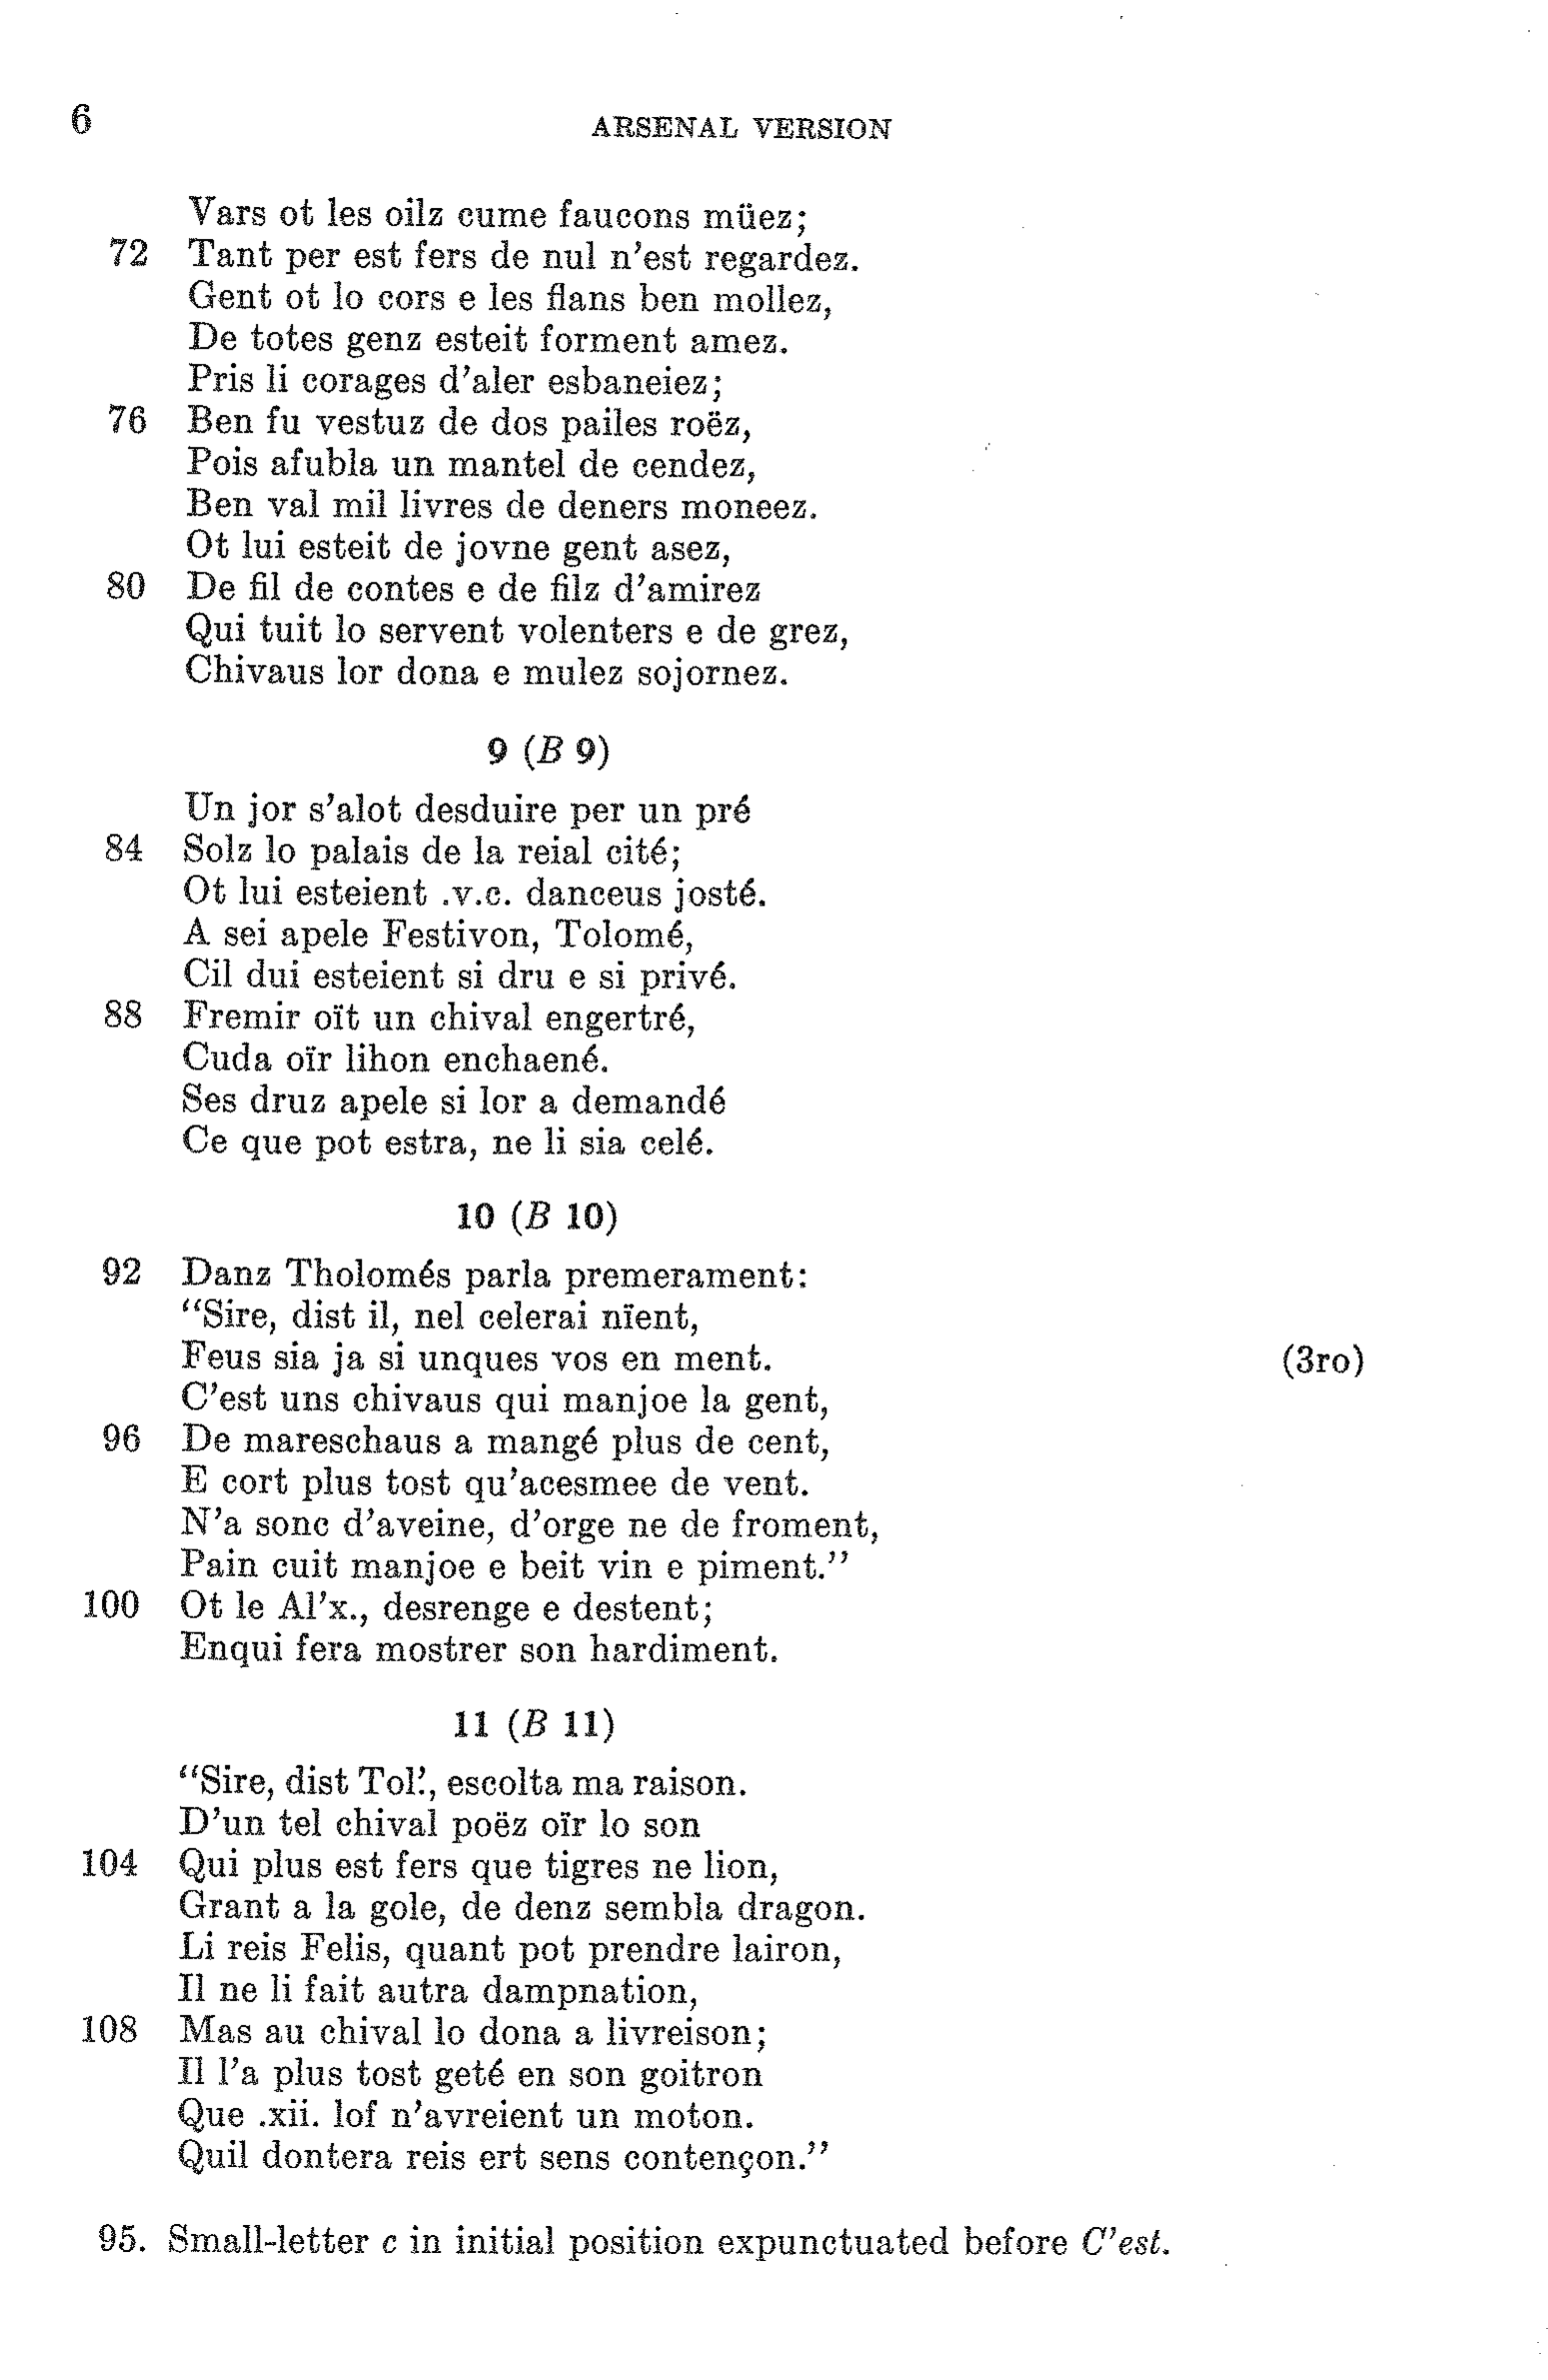 6 ARSENAL VERSION
Vars ot les oilz cume faucons müez;
72 Tant per est fers de nul n'est regardez.
Gent ot lo cors e les flans ben mollez,
De totes genz esteit forment amez.
Pris li corages d'aler esbaneiez;
76 Ben fu vestuz de dos pailes roëz,
Pois afubla un mantel de cendez,
Ben val mil livres de deners moneez.
Ot lui esteit de jovne gent asez,
80 De fil de contes e de filz d'amirez
Qui tuit lo servent volenters e de grez,
Chivaus lor dona e mulez sojornez.
9 (B 9)
Un jor s'alot desduire per un pré
84 Solz lo palais de la reial cité;
Ot lui esteient .v.c. danceus josté.
A sei apele Festivon, Tolomé,
Cil dui esteient si dru e si privé.
88 Fremir oït un chival engertré,
Cuda oïr lihon enchaené.
Ses druz apele si lor a demandé
Ce que pot estra, ne li sia celé.
10 (B 10)
92 Danz Tholomés parla premerament:
"Sire, dist il, nel celerai nïent,
Feus sia ja si unques vos en ment. (3ro)
C'est uns chivaus qui manjoe la gent,
96 De mareschaus a mangé plus de cent,
E cort plus tost qu'acesmee de vent.
N'a sonc d'aveine, d'orge ne de froment,
Pain cuit manjoe e beit vin e piment."
100 Ot le Al'x., desrenge e destent;
Enqui fera mostrer son hardiment.
11 (B 11)
"Sire, dist Tol'., escolta ma raison.
D'un tel chival poëz oïr lo son
104 Qui plus est fers que tigres ne lion,
Grant a la gole, de denz sembla dragon.
Li reis Felis, quant pot prendre lairon,
Il ne li fait autra dampnation,
108 Mas au chival lo dona a livreison;
Il l'a plus tost geté en son goitron
Que .xii. lof n'avreient un moton.
Quil dontera reis ert sens contençon."
95. Small-letter c in initial position expunctuated before C'est.